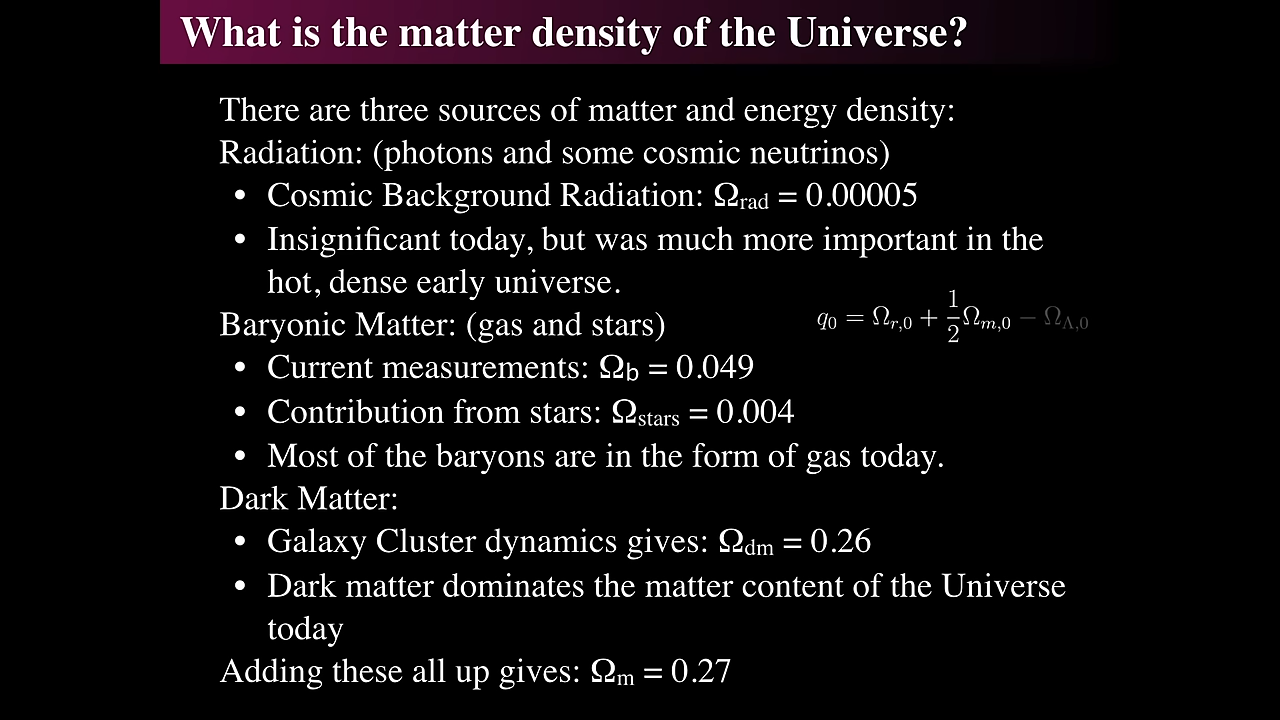 What is the matter density of the Universe?
There are three sources of matter and energy density:
Radiation: (photons and some cosmic neutrinos)
• Cosmic Background Radiation: Ωrad = 0.00005
• Insignificant today, but was much more important in the
hot, dense early universe.
q0 = Ωr,0 + 1/2 Ωm,0 − ΩΛ,0
Baryonic Matter: (gas and stars)
• Current measurements: Ωb = 0.049
• Contribution from stars: Ωstars = 0.004
• Most of the baryons are in the form of gas today.
Dark Matter:
• Galaxy Cluster dynamics gives: Ωdm = 0.26
• Dark matter dominates the matter content of the Universe
today
Adding these all up gives: Ωm = 0.27